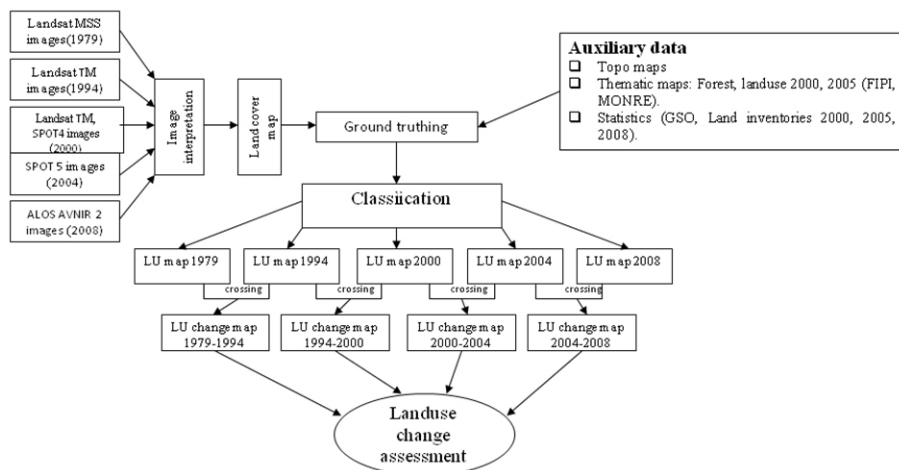 Landsat MSS
images(1979)
Landsat TM
images(1994)
Landsat TM,
SPOT4 images
(2000)
SPOT 5 images
(2004)
ALOS AVNIR 2
images (2008)
Image
interpretation
Land cover
map
Ground truthing
Auxiliary data
❑ Topo maps
❑ Thematic maps: Forest, landuse 2000, 2005 (FIPI,
MONRE).
❑ Statistics (GSO, Land inventories 2000, 2005,
2008).
Classiication
LU map 1979
LU map 1994
LU map 2000
LU map 2004
LU map 2008
crossing
crossing
crossing
crossing
LU change map
1979-1994
LU change map
1994-2000
LU change map
2000-2004
LU change map
2004-2008
Landuse
change
assessment